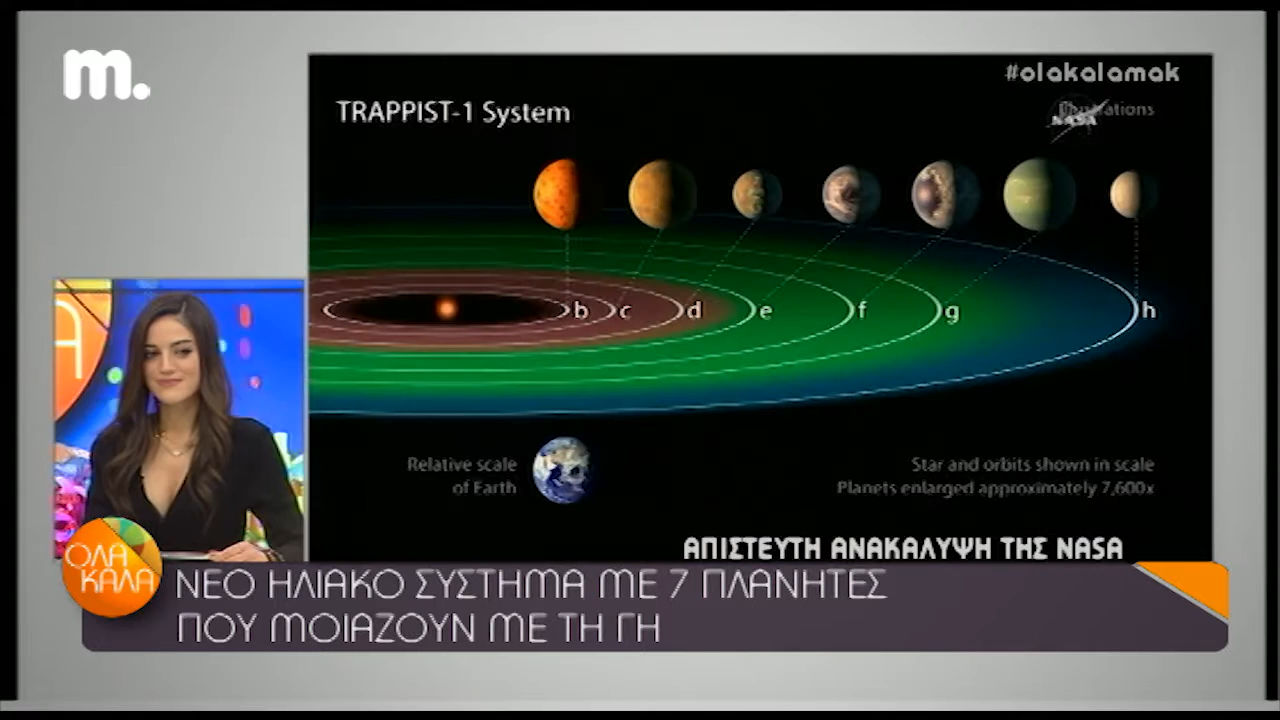 m.
#olakalamak
TRAPPIST-1 System
Illustrations
NASA
b c d e f g h
Relative scale
of Earth
Star and orbits shown in scale
Planets enlarged approximately 7,600x
ΑΠΙΣΤΕΥΤΗ ΑΝΑΚΑΛΥΨΗ ΤΗΣ NASA
ΟΛΑ
ΚΑΛΑ
ΝΕΟ ΗΛΙΑΚΟ ΣΥΣΤΗΜΑ ΜΕ 7 ΠΛΑΝΗΤΕΣ
ΠΟΥ ΜΟΙΑΖΟΥΝ ΜΕ ΤΗ ΓΗ